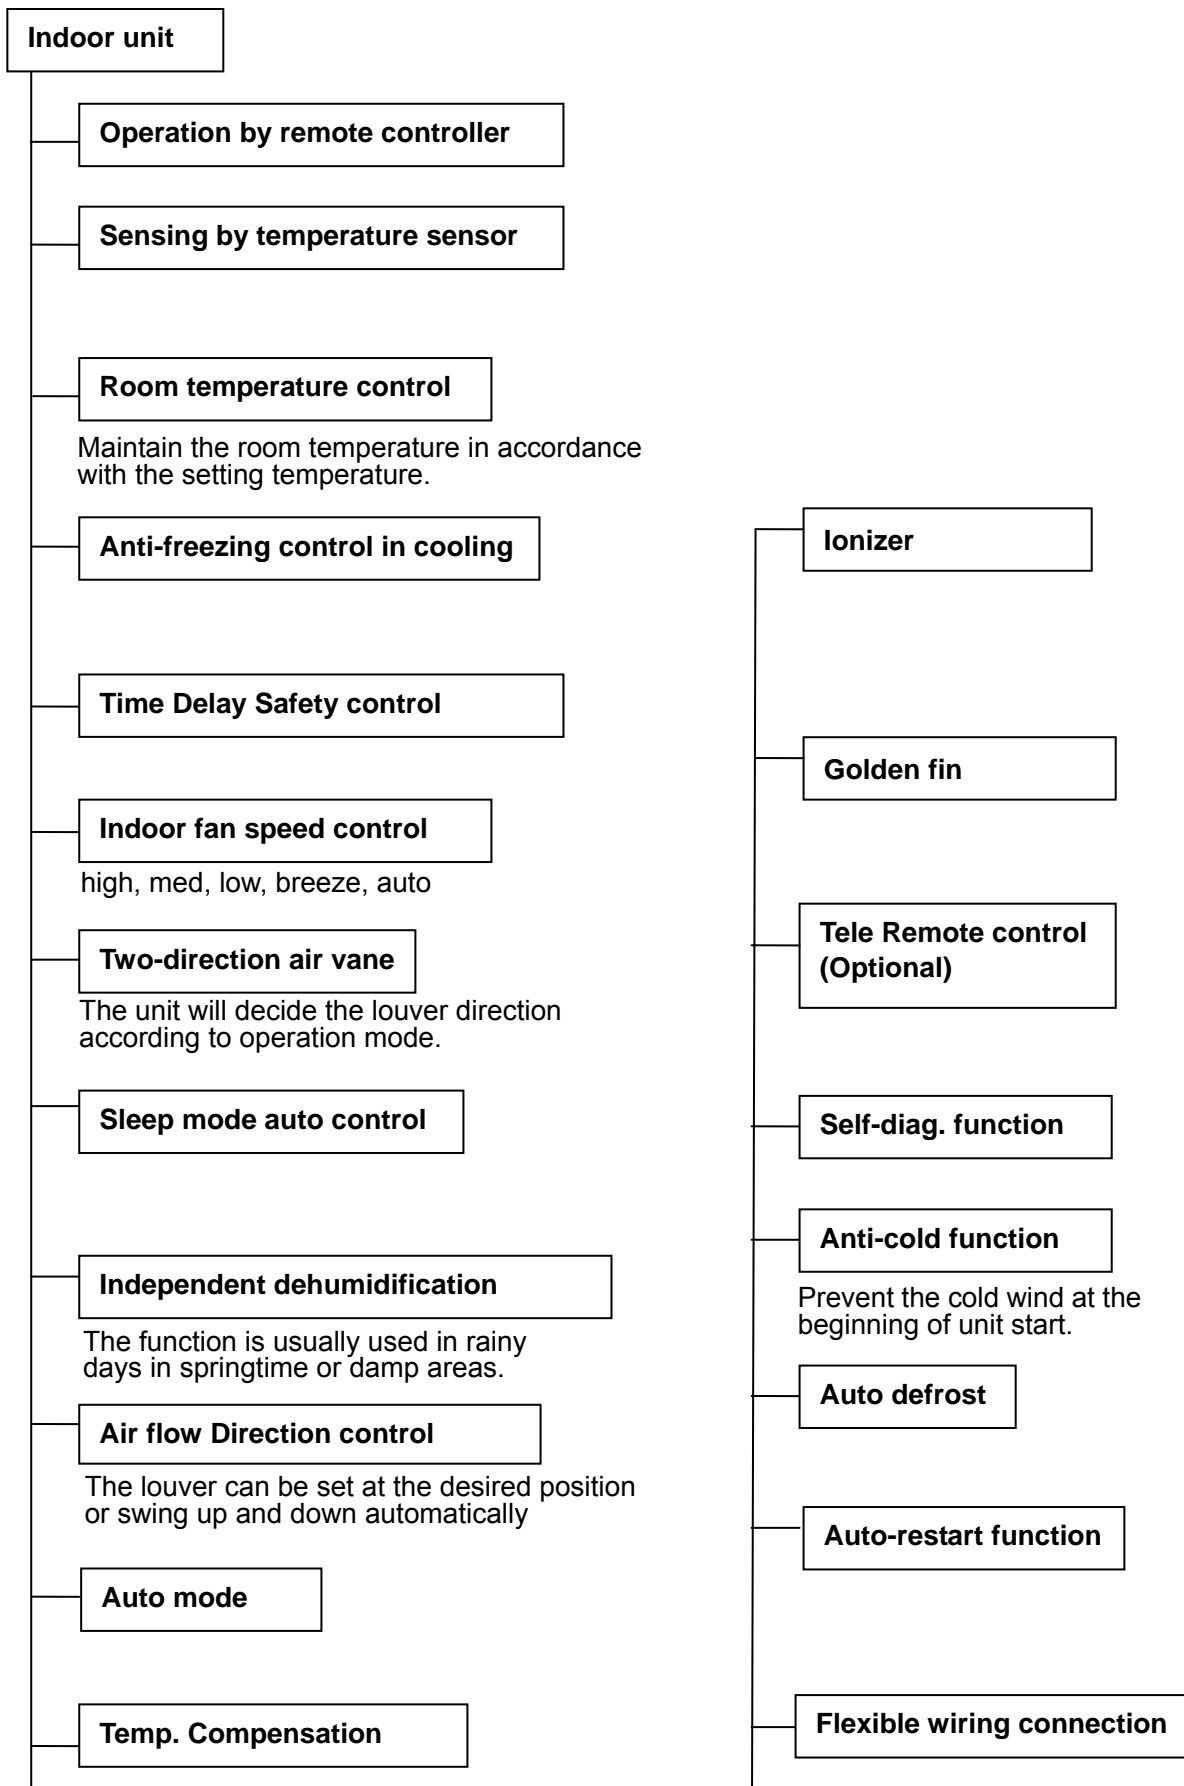 Indoor unit
Operation by remote controller
Sensing by temperature sensor
Room temperature control
Maintain the room temperature in accordance
with the setting temperature.
Anti-freezing control in cooling
Time Delay Safety control
Indoor fan speed control
high, med, low, breeze, auto
Two-direction air vane
The unit will decide the louver direction
according to operation mode.
Sleep mode auto control
Independent dehumidification
The function is usually used in rainy
days in springtime or damp areas.
Air flow Direction control
The louver can be set at the desired position
or swing up and down automatically
Auto mode
Temp. Compensation
Ionizer
Golden fin
Tele Remote control
(Optional)
Self-diag. function
Anti-cold function
Prevent the cold wind at the
beginning of unit start.
Auto defrost
Auto-restart function
Flexible wiring connection